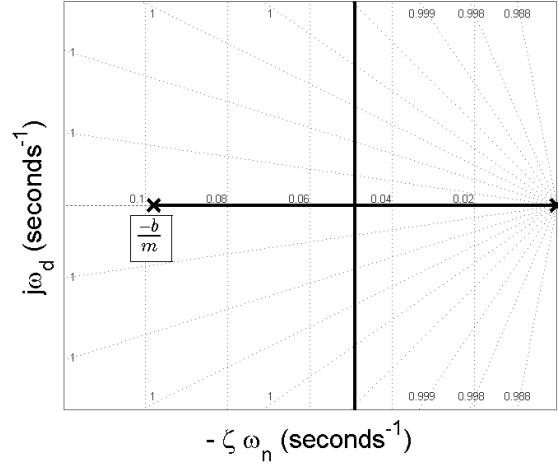 1 1 0.999 0.998 0.988
1
1
0.1 0.08 0.06 0.04 0.02
-b
m
1
1
1 1 0.999 0.998 0.988
jω_d (seconds⁻¹)
- ζ ω_n (seconds⁻¹)